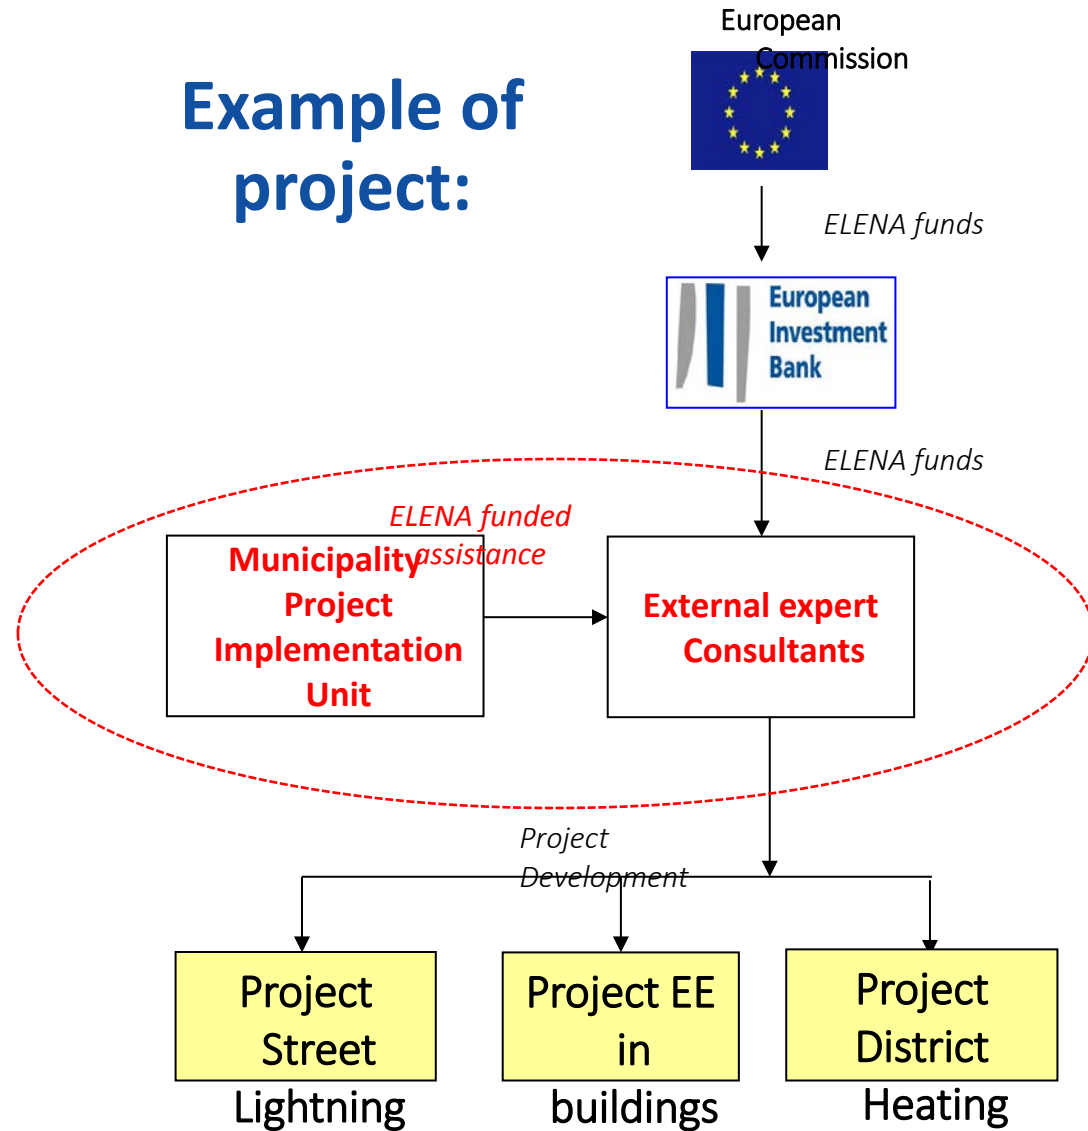 European
Commission
Example of
project:
ELENA funds
European
Investment
Bank
ELENA funds
ELENA funded
assistance
Municipality
Project
Implementation
Unit
External expert
Consultants
Project
Development
Project
Street
Lightning
Project EE
in
buildings
Project
District
Heating